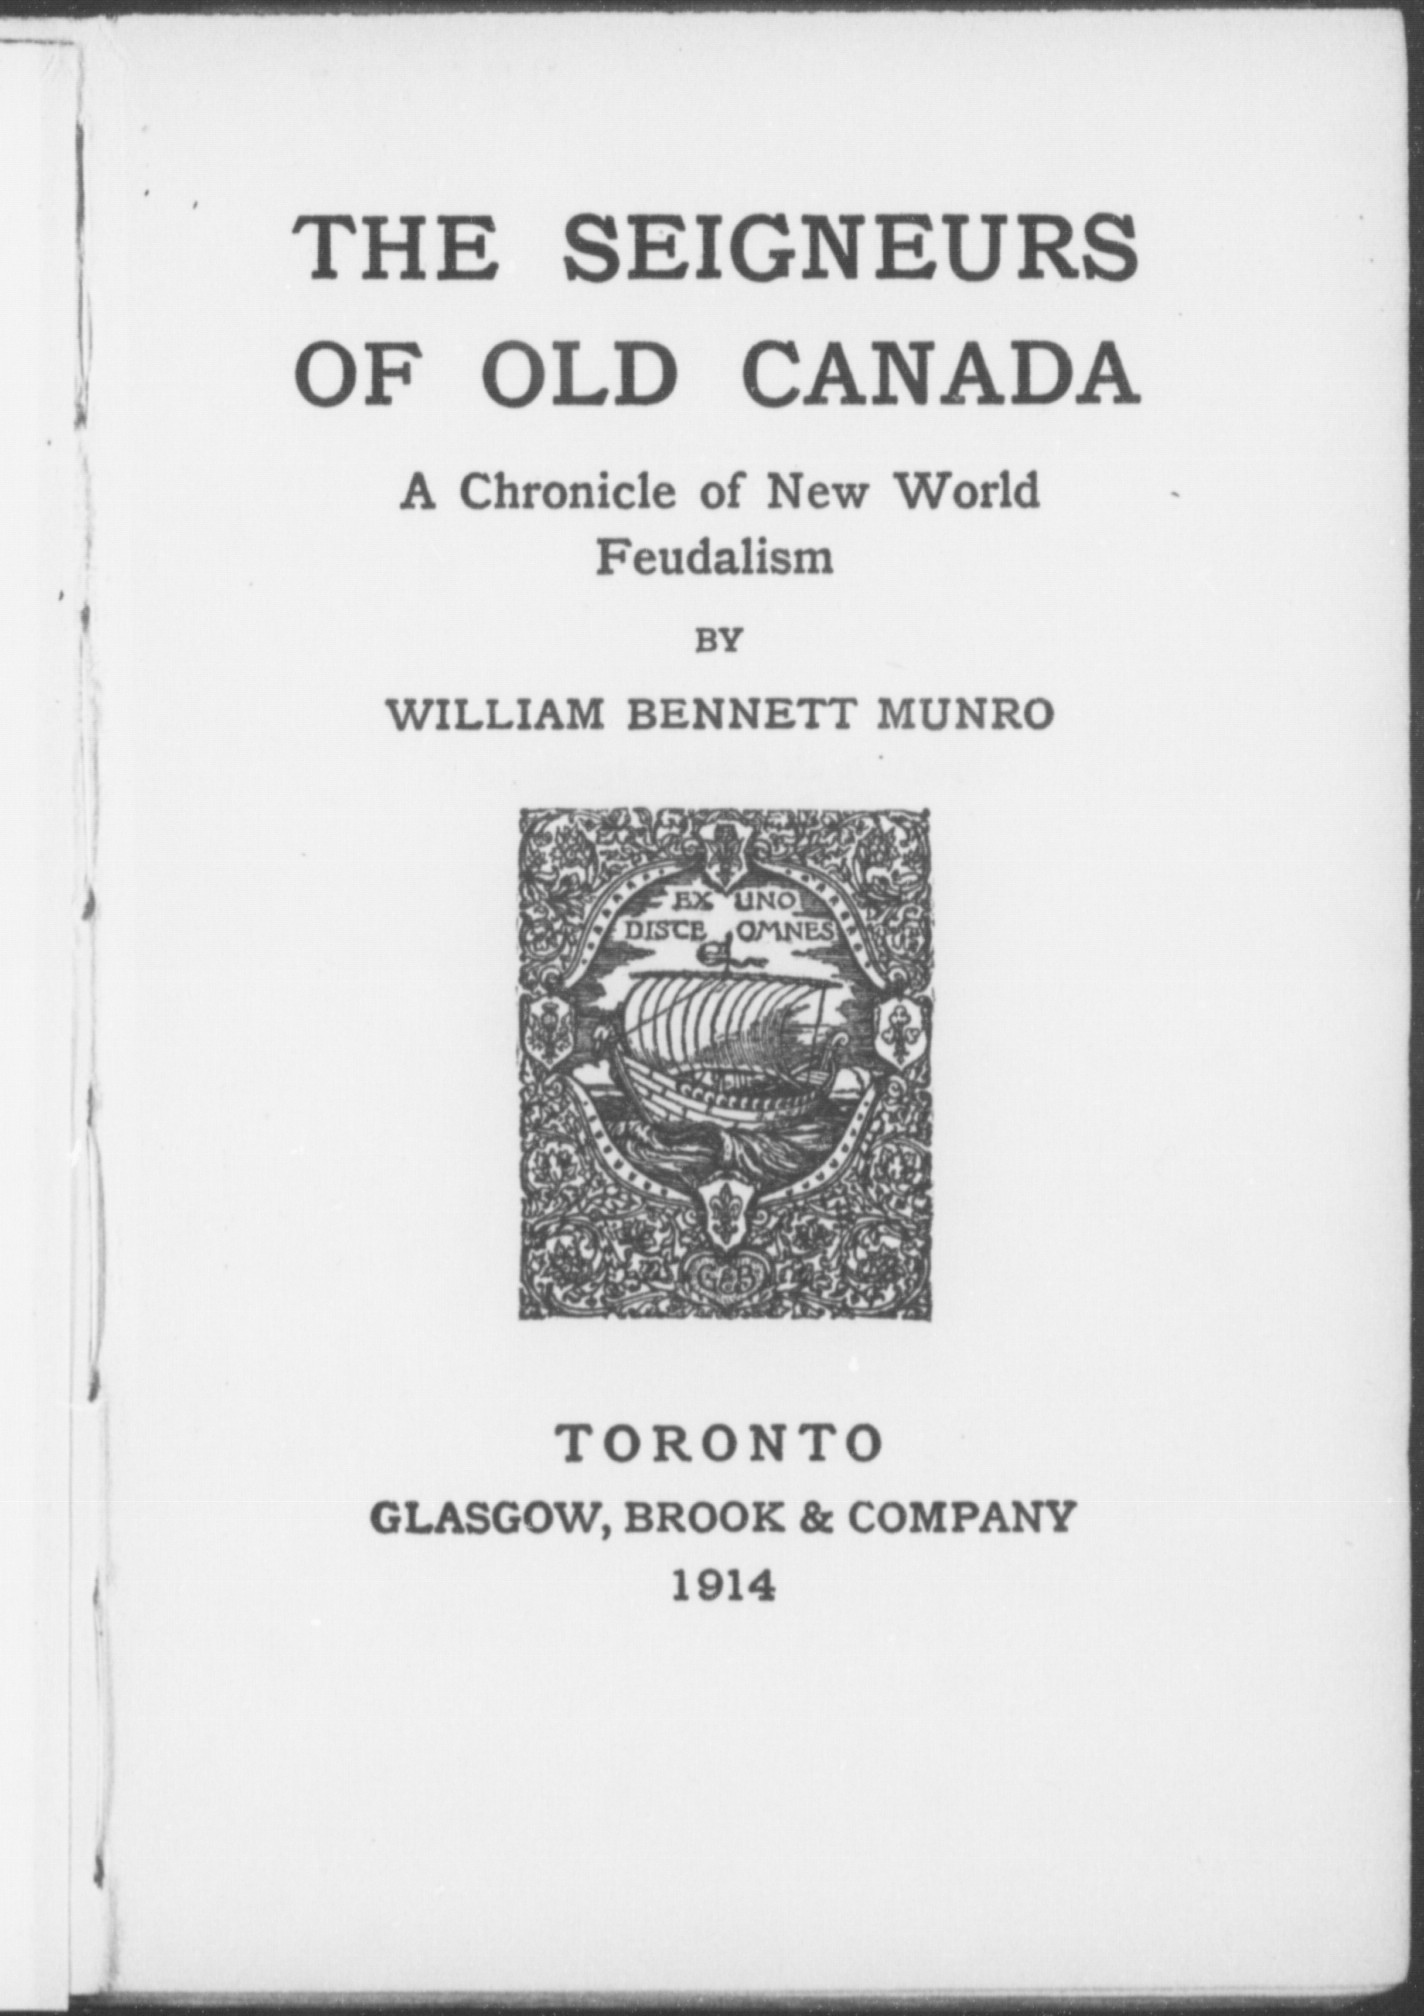 THE SEIGNEURS
OF OLD CANADA
A Chronicle of New World
Feudalism
BY
WILLIAM BENNETT MUNRO
EX UNO
DISCE OMNES
G&B
TORONTO
GLASGOW, BROOK & COMPANY
1914